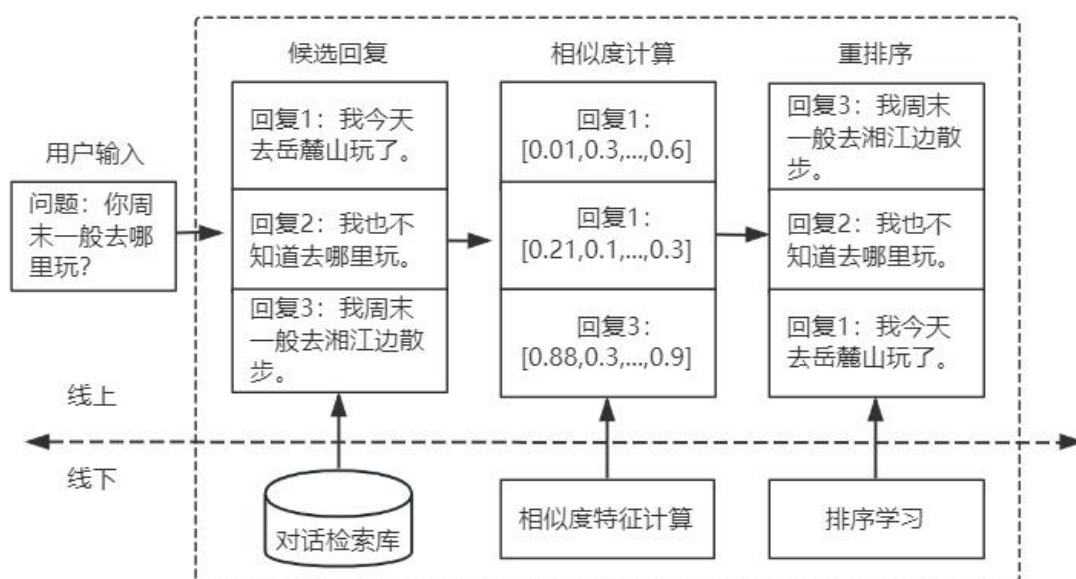 候选回复
相似度计算
重排序
用户输入
问题：你周
末一般去哪
里玩？
回复1：我今天
去岳麓山玩了。
回复2：我也不
知道去哪里玩。
回复3：我周末
一般去湘江边散
步。
回复1：
[0.01,0.3,...,0.6]
回复1：
[0.21,0.1,...,0.3]
回复3：
[0.88,0.3,...,0.9]
回复3：我周末
一般去湘江边散
步。
回复2：我也不
知道去哪里玩。
回复1：我今天
去岳麓山玩了。
线上
线下
对话检索库
相似度特征计算
排序学习